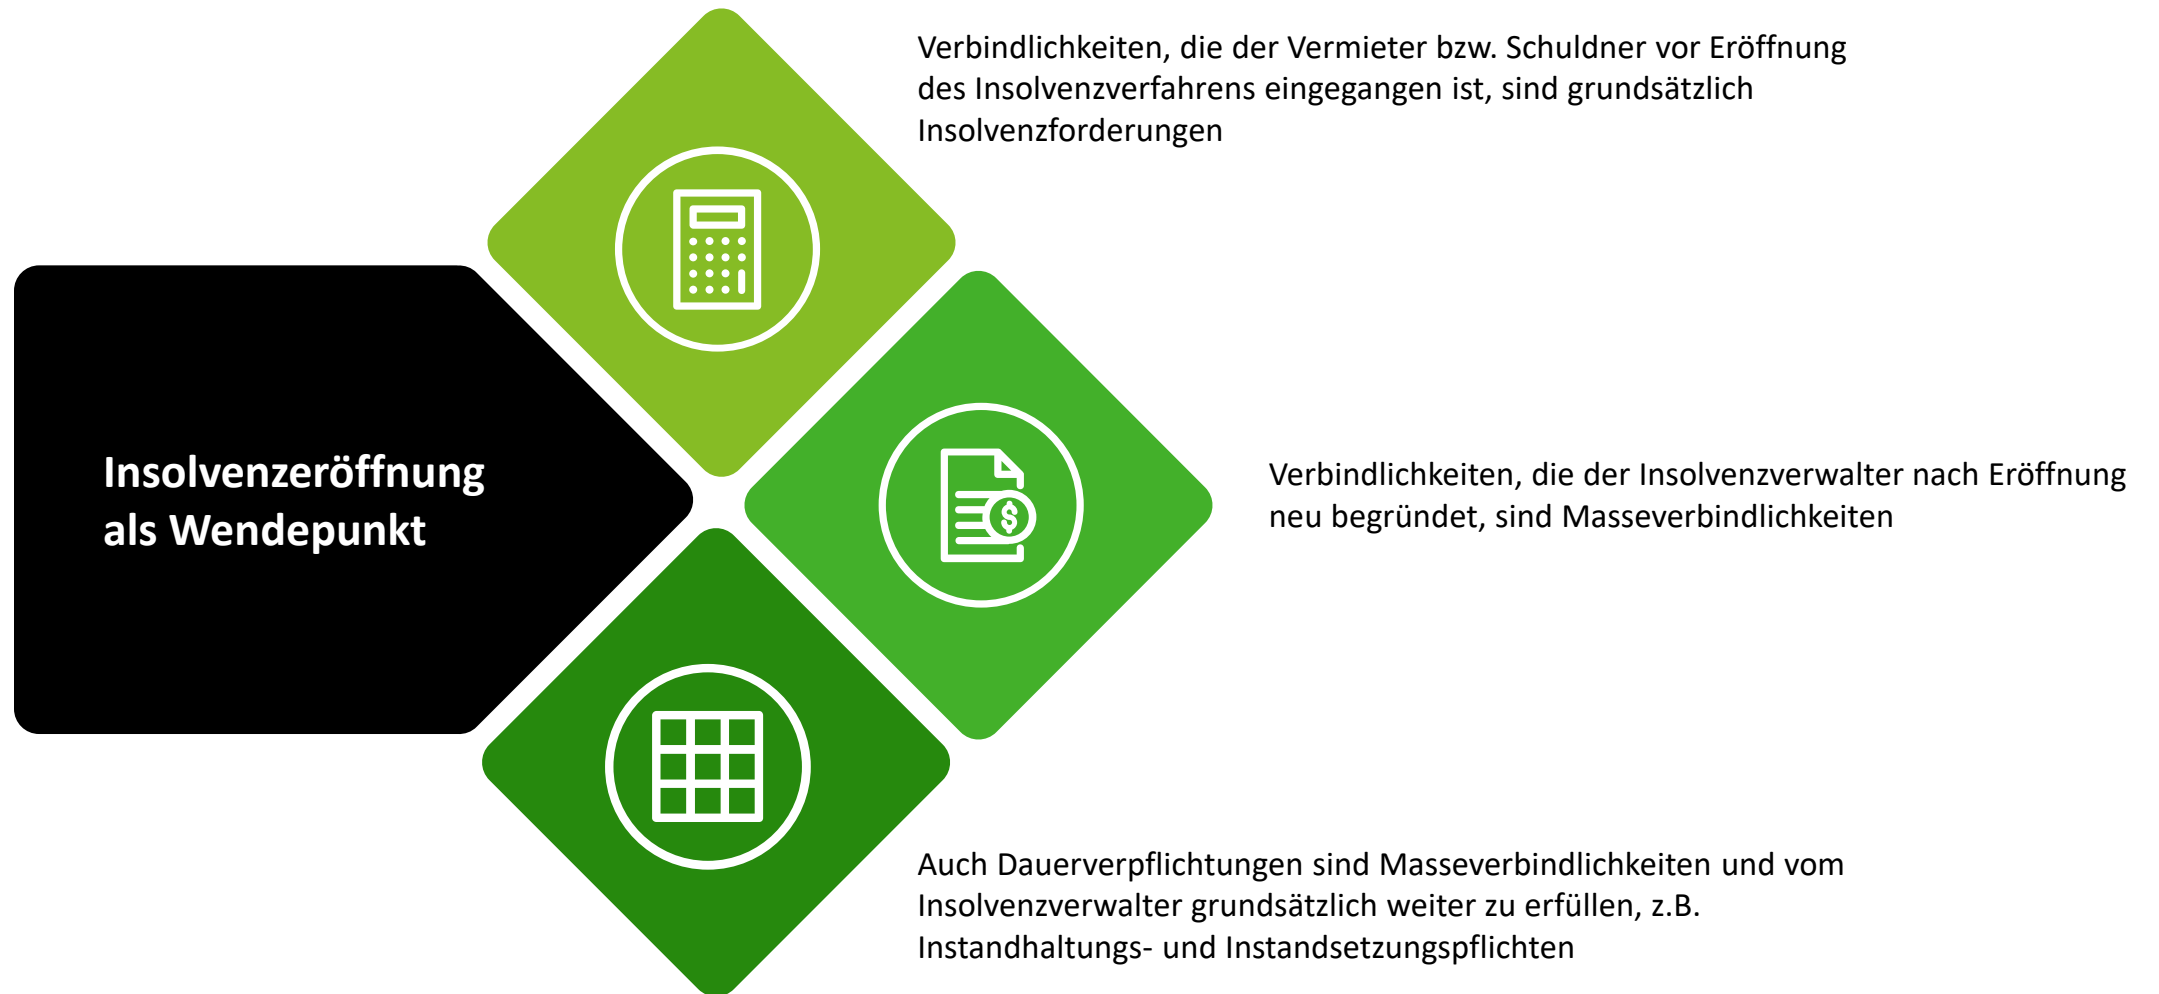 Verbindlichkeiten, die der Vermieter bzw. Schuldner vor Eröffnung
des Insolvenzverfahrens eingegangen ist, sind grundsätzlich
Insolvenzforderungen
Insolvenzeröffnung
als Wendepunkt
$
Verbindlichkeiten, die der Insolvenzverwalter nach Eröffnung
neu begründet, sind Masseverbindlichkeiten
Auch Dauerverpflichtungen sind Masseverbindlichkeiten und vom
Insolvenzverwalter grundsätzlich weiter zu erfüllen, z.B.
Instandhaltungs- und Instandsetzungspflichten